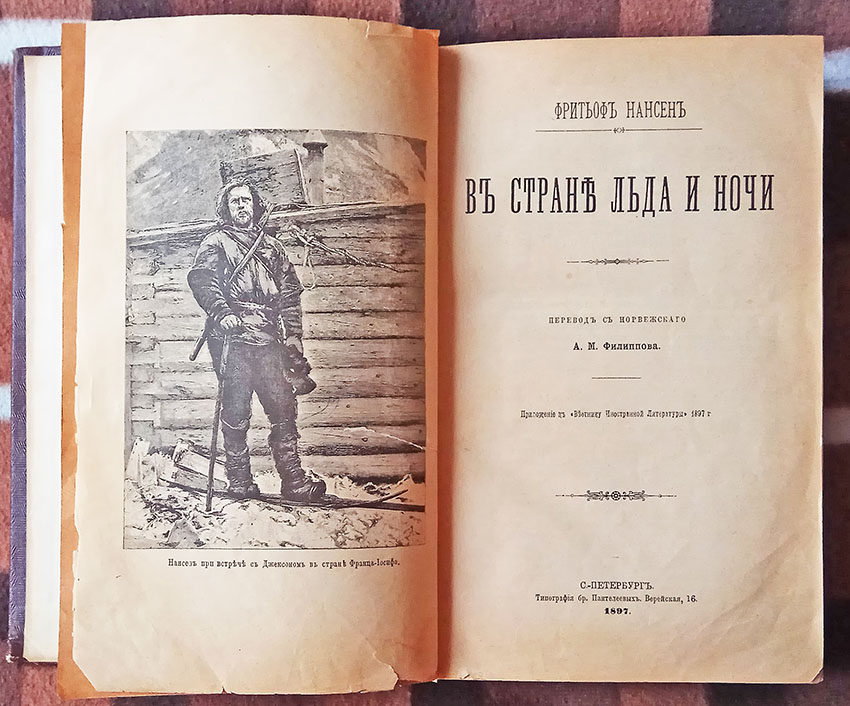 Нансенъ при встрѣчѣ съ Джексономъ въ странѣ Франца-Іосифа.
ФРИТЬОФЪ НАНСЕНЪ
ВЪ СТРАНѢ ЛЬДА И НОЧИ
ПЕРЕВОДЪ СЪ НОРВЕЖСКАГО
А. М. Филиппова.
Приложеніе къ «Вѣстнику Иностранной Литературы» 1897 г
С.-ПЕТЕРБУРГЪ.
Типографія бр. Пантелеевыхъ. Верейская, 16.
1897.